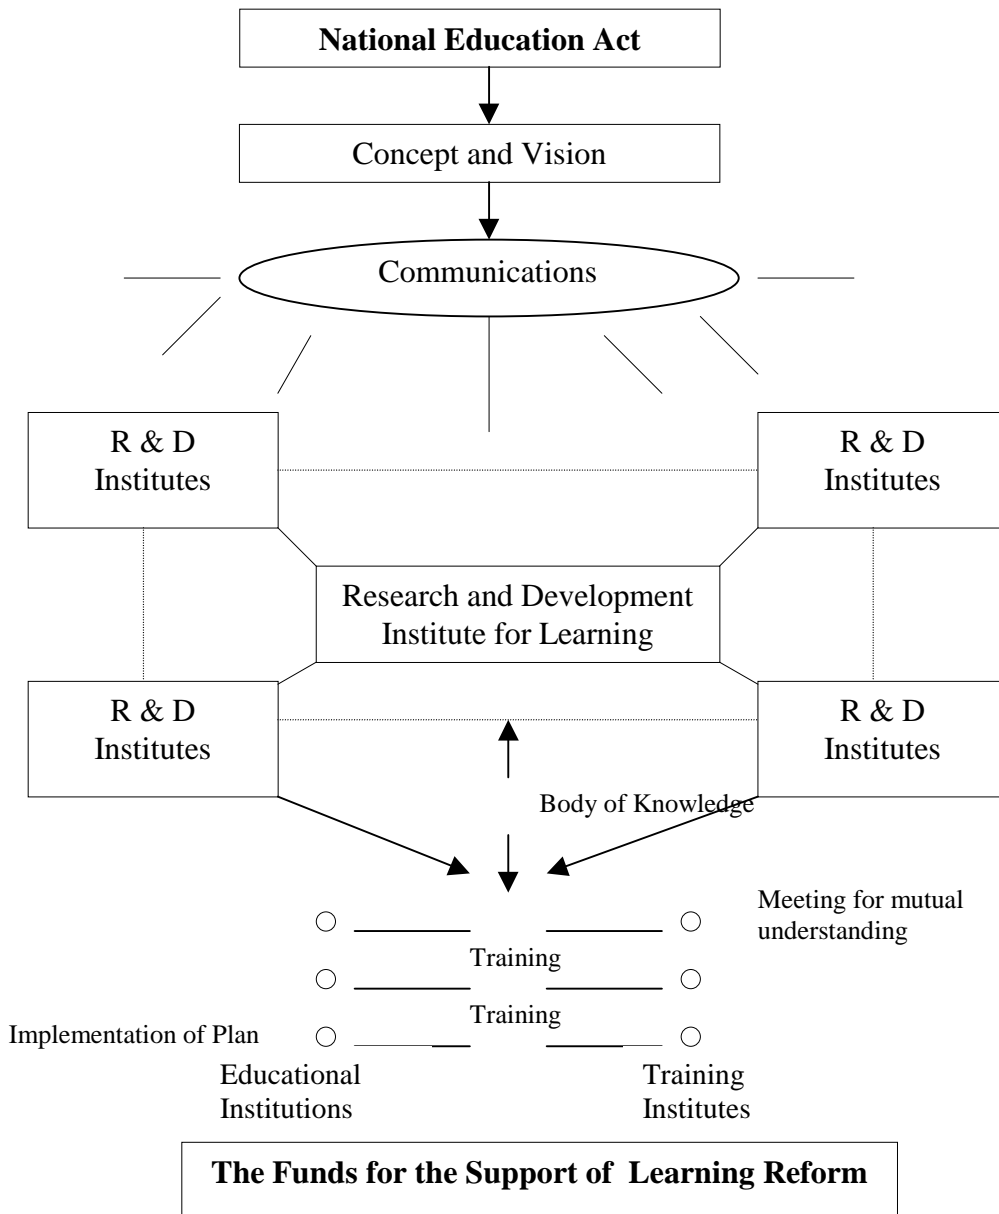 National Education Act
Concept and Vision
Communications
R & D
Institutes
R & D
Institutes
Research and Development
Institute for Learning
R & D
Institutes
R & D
Institutes
Body of Knowledge
Meeting for mutual
understanding
Training
Training
Implementation of Plan
Educational
Institutions
Training
Institutes
The Funds for the Support of Learning Reform